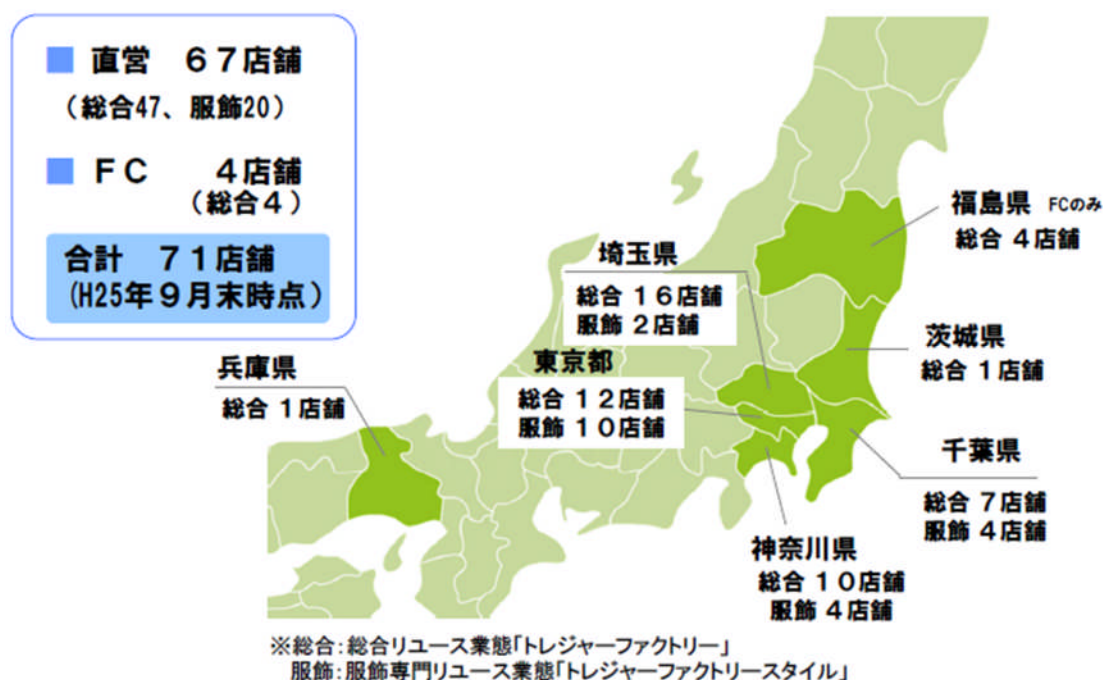 ■ 直営 67店舗
(総合47、服飾20)
■ FC 4店舗
(総合4)
合計 71店舗
(H25年9月末時点)
福島県 FCのみ
総合 4店舗
埼玉県
総合 16店舗
服飾 2店舗
茨城県
総合 1店舗
東京都
総合 12店舗
服飾 10店舗
兵庫県
総合 1店舗
千葉県
総合 7店舗
服飾 4店舗
神奈川県
総合 10店舗
服飾 4店舗
※総合:総合リユース業態「トレジャーファクトリー」
服飾:服飾専門リユース業態「トレジャーファクトリースタイル」